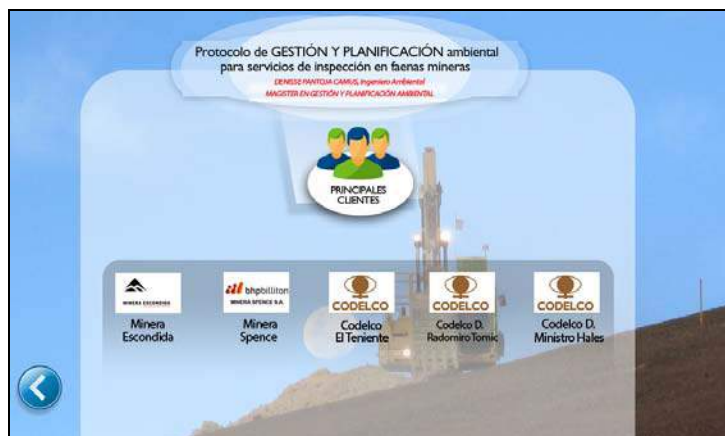 Protocolo de GESTIÓN Y PLANIFICACIÓN ambiental
para servicios de inspección en faenas mineras
DENISSE PANTOJA CAMUS, Ingeniero Ambiental
MAGISTER EN GESTIÓN Y PLANIFICACIÓN AMBIENTAL
PRINCIPALES
CLIENTES
MINERA ESCONDIDA
bhpbilliton
MINERA SPENCE S.A.
CODELCO
CODELCO
CODELCO
Minera
Escondida
Minera
Spence
Codelco
El Teniente
Codelco D.
Radomiro Tomic
Codelco D.
Ministro Hales